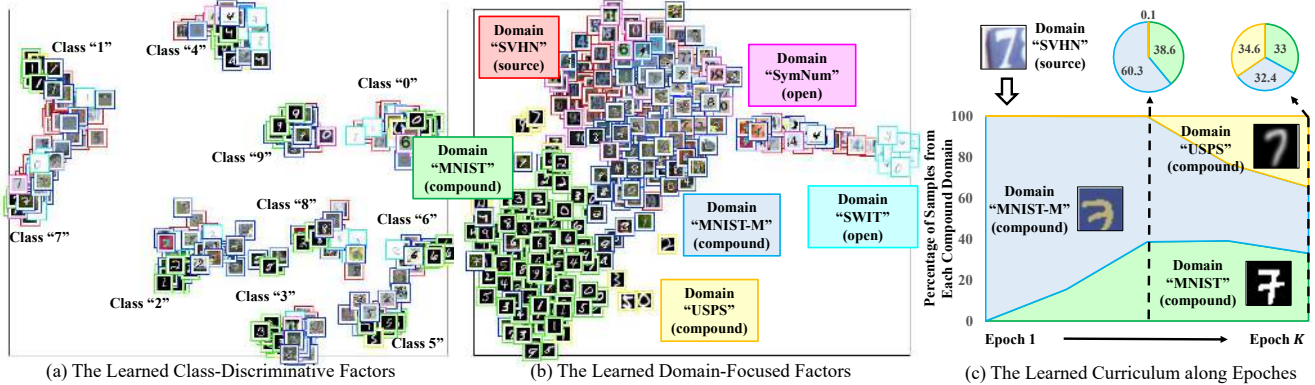 Class “1”
Class “4”
Class “0”
Class “9”
Class “7”
Class “8”
Class “6”
Class “2”
Class “3”
Class 5”
(a) The Learned Class-Discriminative Factors
Domain
“SVHN”
(source)
Domain
“SymNum”
(open)
Domain
“MNIST”
(compound)
Domain
“MNIST-M”
(compound)
Domain
“SWIT”
(open)
Domain
“USPS”
(compound)
(b) The Learned Domain-Focused Factors
Domain
“SVHN”
(source)
0.1
38.6
60.3
34.6
33
32.4
Percentage of Samples from
Each Compound Domain
100
80
60
40
20
0
Domain
“USPS”
(compound)
Domain
“MNIST-M”
(compound)
Domain
“MNIST”
(compound)
Epoch 1
Epoch K
(c) The Learned Curriculum along Epoches